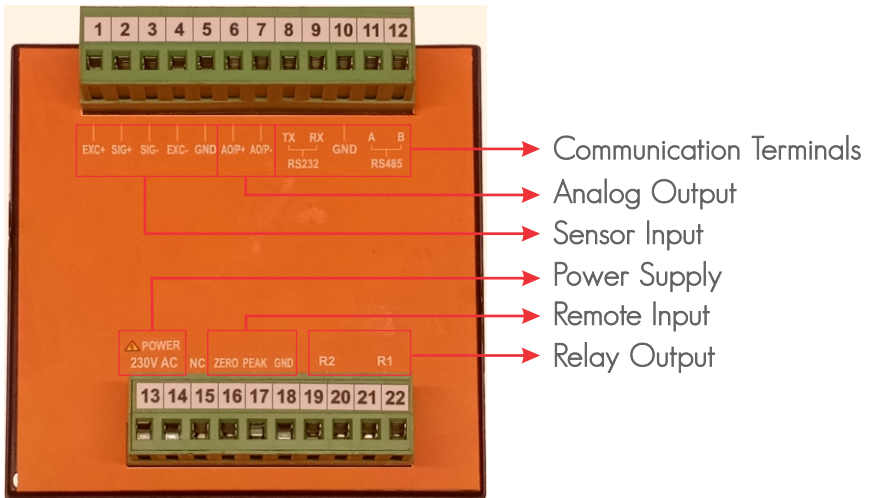 1 2 3 4 5 6 7 8 9 10 11 12
EXC+ SIG+ SIG- EXC- GND AO/P+ AO/P- TX RX GND A B
RS232 RS485
Communication Terminals
Analog Output
Sensor Input
Power Supply
Remote Input
Relay Output
POWER
230V AC NC ZERO PEAK GND R2 R1
13 14 15 16 17 18 19 20 21 22